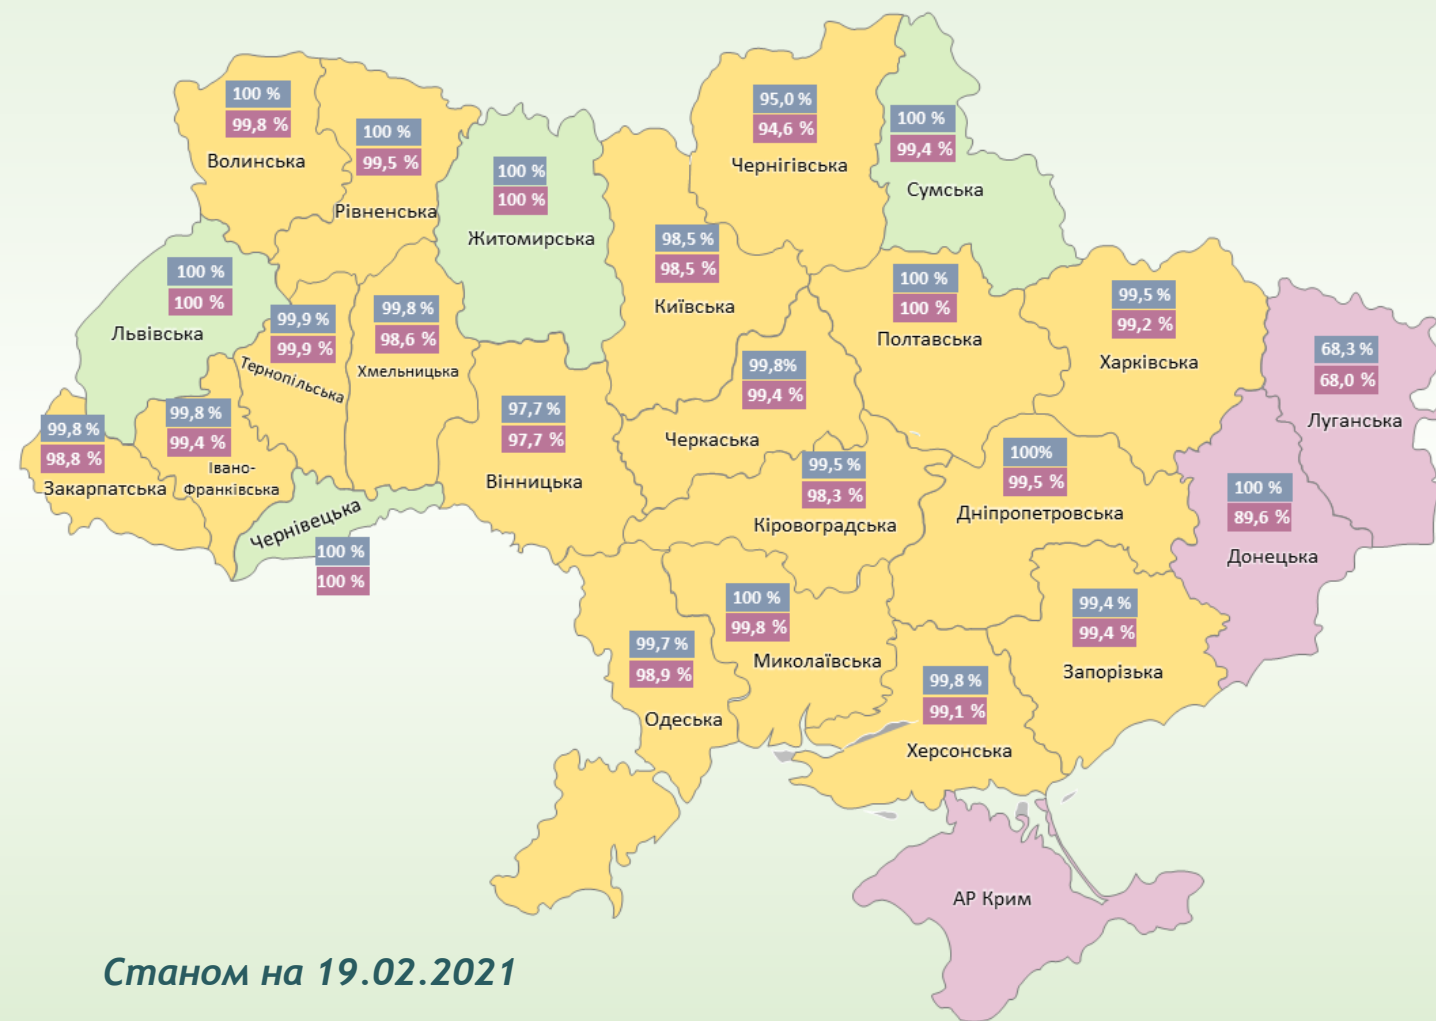 100 %
99,8 %
Волинська
100 %
99,5 %
Рівненська
100 %
100 %
Житомирська
95,0 %
94,6 %
Чернігівська
100 %
99,4 %
Сумська
98,5 %
98,5 %
Київська
100 %
100 %
Львівська
99,9 %
99,9 %
Тернопільська
99,8 %
98,6 %
Хмельницька
100 %
100 %
Полтавська
99,5 %
99,2 %
Харківська
68,3 %
68,0 %
Луганська
99,8%
99,4 %
Черкаська
99,8 %
98,8 %
Закарпатська
99,8 %
99,4 %
Івано-
Франківська
97,7 %
97,7 %
Вінницька
99,5 %
98,3 %
Кіровоградська
100%
99,5 %
Дніпропетровська
100 %
89,6 %
Донецька
Чернівецька
100 %
100 %
99,7 %
98,9 %
Одеська
100 %
99,8 %
Миколаївська
99,4 %
99,4 %
Запорізька
99,8 %
99,1 %
Херсонська
АР Крим
Станом на 19.02.2021